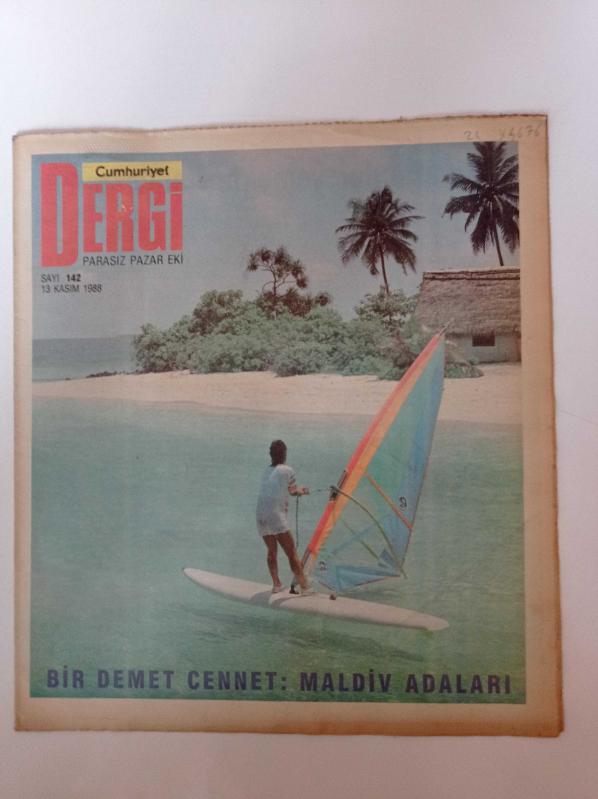 Cumhuriyet
DERGİ
PARASIZ PAZAR EKİ
SAYI 142
13 KASIM 1988
BİR DEMET CENNET: MALDİV ADALARI